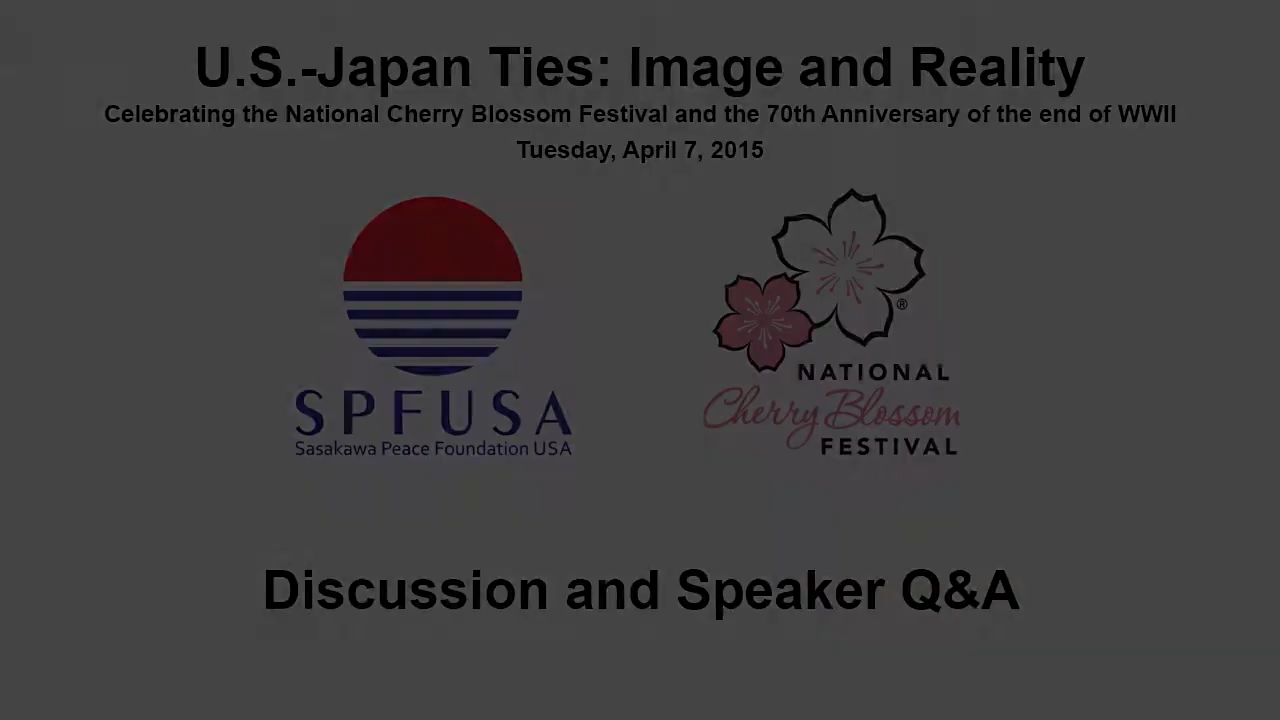 U.S.-Japan Ties: Image and Reality
Celebrating the National Cherry Blossom Festival and the 70th Anniversary of the end of WWII
Tuesday, April 7, 2015
SPFUSA
Sasakawa Peace Foundation USA
®
NATIONAL
Cherry Blossom
FESTIVAL
Discussion and Speaker Q&A